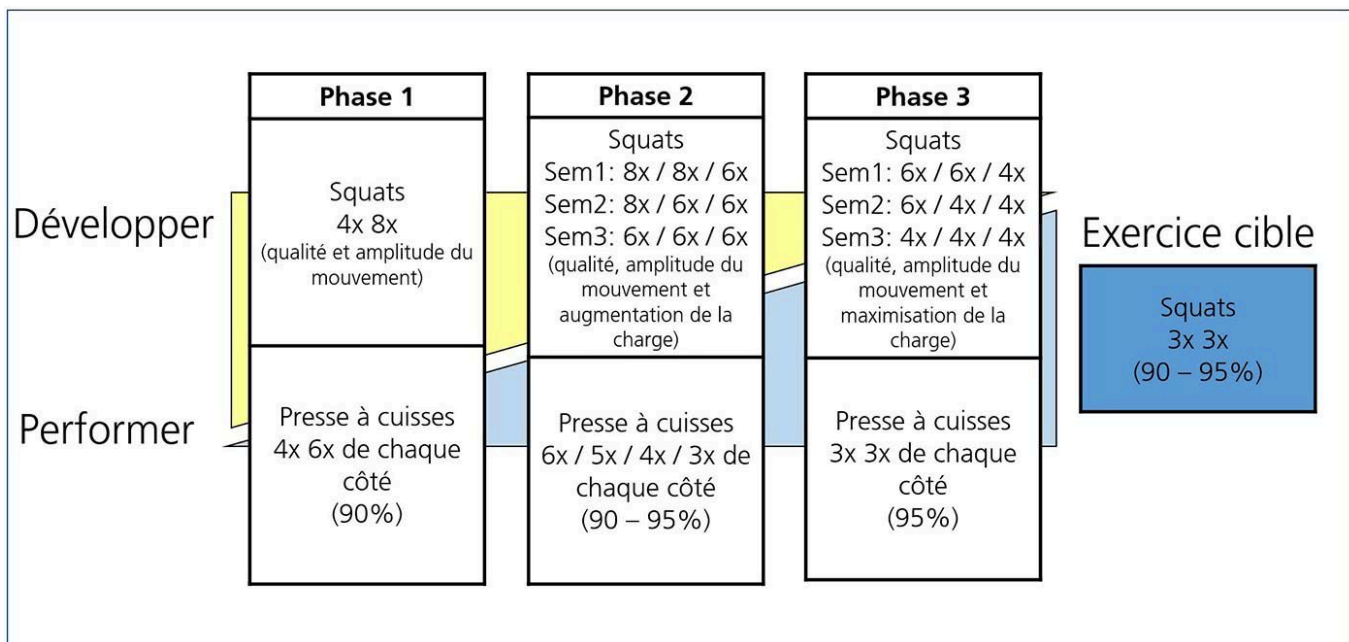 Développer
Performer
Phase 1
Squats
4x 8x
(qualité et amplitude du
mouvement)
Presse à cuisses
4x 6x de chaque
côté
(90%)
Phase 2
Squats
Sem1: 8x / 8x / 6x
Sem2: 8x / 6x / 6x
Sem3: 6x / 6x / 6x
(qualité, amplitude du
mouvement et
augmentation de la
charge)
Presse à cuisses
6x / 5x / 4x / 3x de
chaque côté
(90 – 95%)
Phase 3
Squats
Sem1: 6x / 6x / 4x
Sem2: 6x / 4x / 4x
Sem3: 4x / 4x / 4x
(qualité, amplitude du
mouvement et
maximisation de la
charge)
Presse à cuisses
3x 3x de chaque
côté
(95%)
Exercice cible
Squats
3x 3x
(90 – 95%)